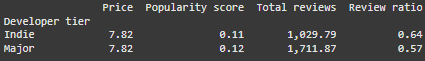 Price Popularity score Total reviews Review ratio
Developer tier
Indie 7.82 0.11 1,029.79 0.64
Major 7.82 0.12 1,711.87 0.57